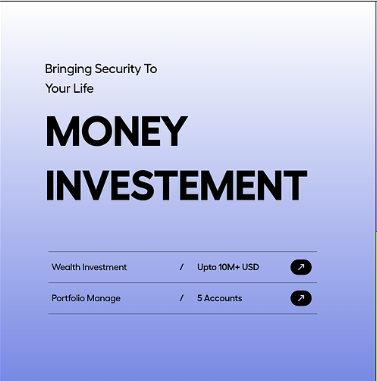 Bringing Security To
Your Life
MONEY
INVESTEMENT
Wealth Investment / Upto 10M+ USD
Portfolio Manage / 5 Accounts